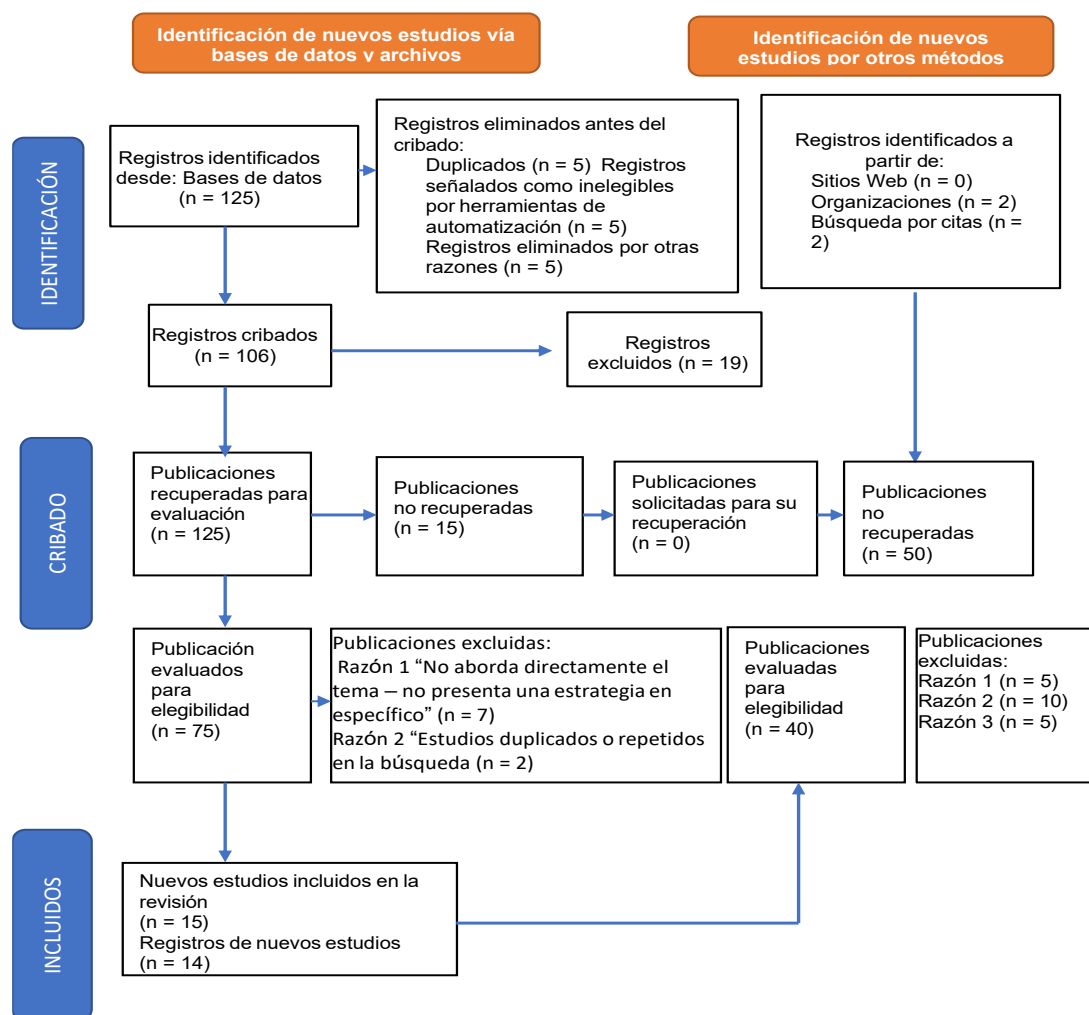 Identificación de nuevos estudios vía
bases de datos y archivos
Identificación de nuevos
estudios por otros métodos
IDENTIFICACIÓN
Registros identificados
desde: Bases de datos
(n = 125)
Registros eliminados antes del
cribado:
Duplicados (n = 5) Registros
señalados como inelegibles
por herramientas de
automatización (n = 5)
Registros eliminados por otras
razones (n = 5)
Registros identificados a
partir de:
Sitios Web (n = 0)
Organizaciones (n = 2)
Búsqueda por citas (n =
2)
Registros cribados
(n = 106)
Registros
excluidos (n = 19)
CRIBADO
Publicaciones
recuperadas para
evaluación
(n = 125)
Publicaciones
no recuperadas
(n = 15)
Publicaciones
solicitadas para su
recuperación
(n = 0)
Publicaciones
no
recuperadas
(n = 50)
Publicación
evaluados para
elegibilidad
(n = 75)
Publicaciones excluidas:
Razón 1 “No aborda directamente el
tema – no presenta una estrategia en
específico” (n = 7)
Razón 2 “Estudios duplicados o repetidos
en la búsqueda (n = 2)
Publicaciones
evaluadas
para
elegibilidad
(n = 40)
Publicaciones
excluidas:
Razón 1 (n = 5)
Razón 2 (n = 10)
Razón 3 (n = 5)
INCLUIDOS
Nuevos estudios incluidos en la
revisión
(n = 15)
Registros de nuevos estudios
(n = 14)